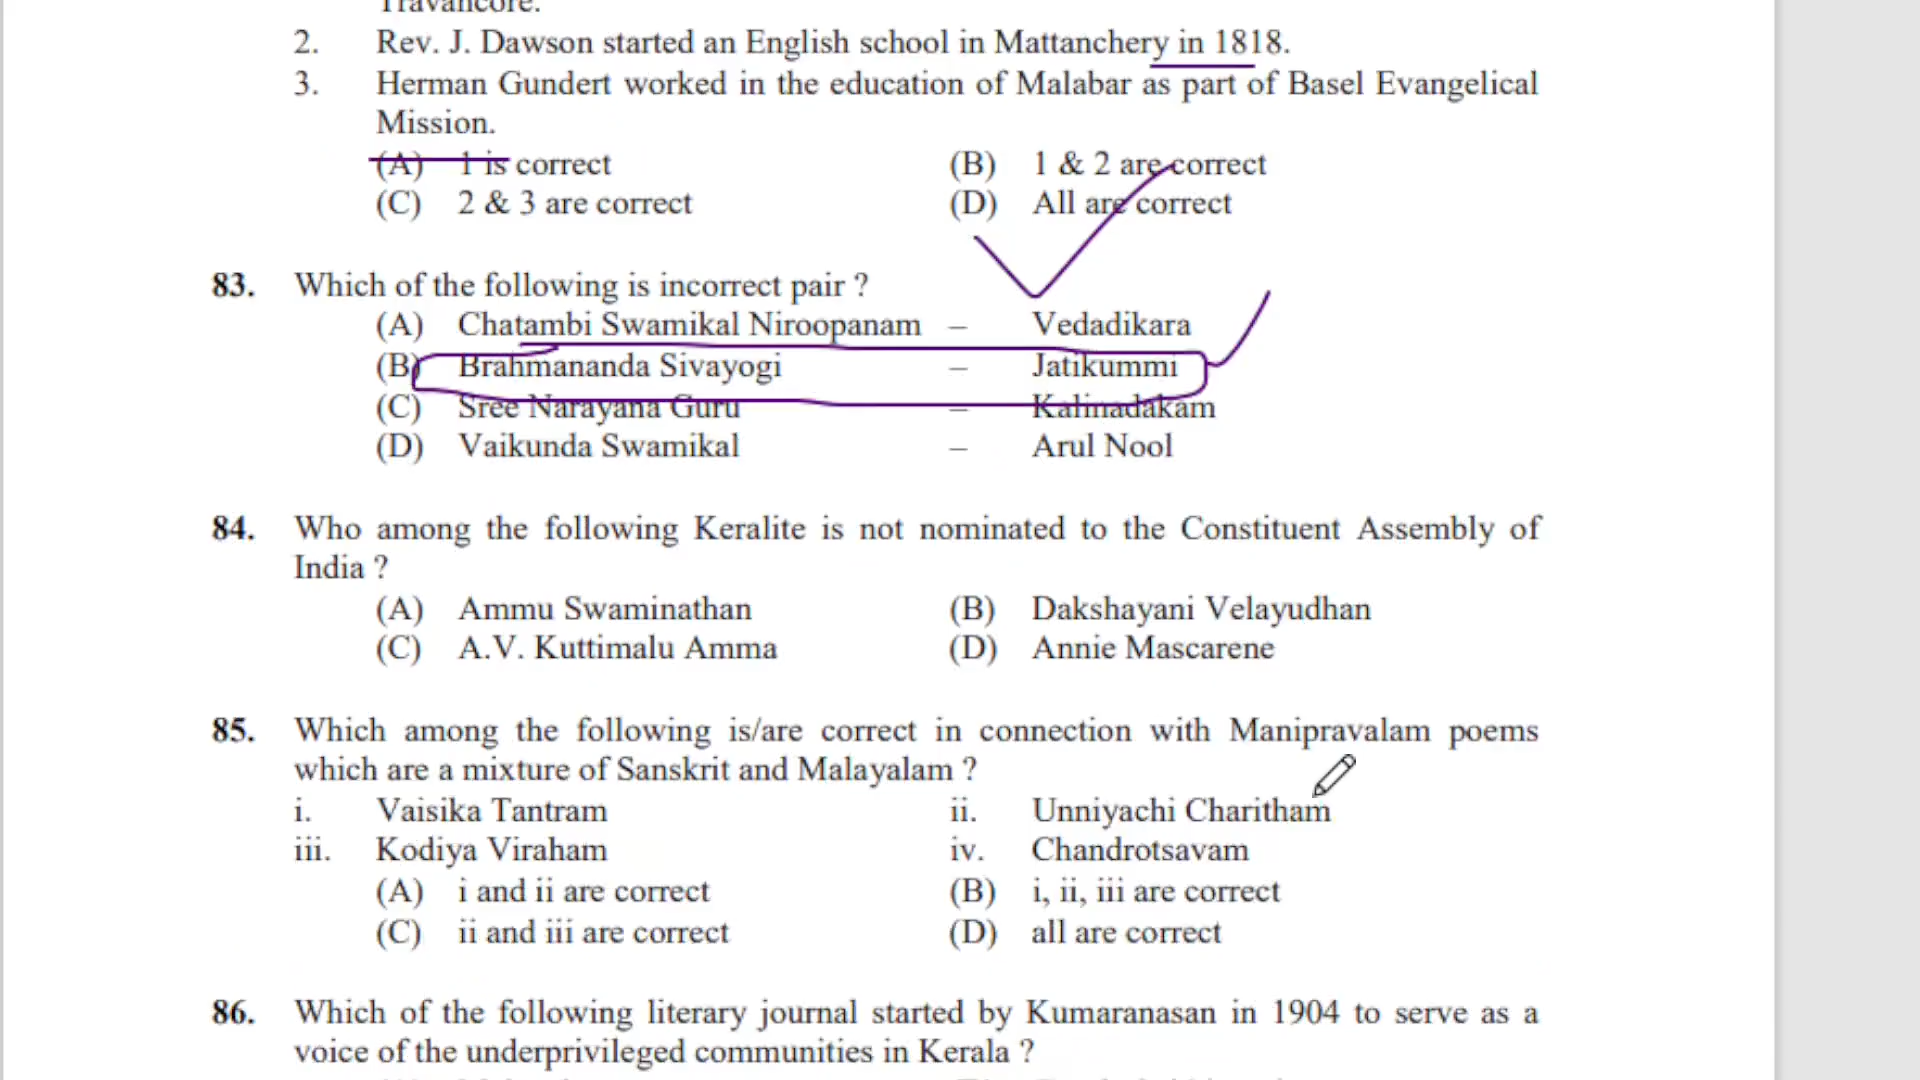 Travancore.
2. Rev. J. Dawson started an English school in Mattanchery in 1818.
3. Herman Gundert worked in the education of Malabar as part of Basel Evangelical
Mission.
(A) 1 is correct (B) 1 & 2 are correct
(C) 2 & 3 are correct (D) All are correct
83. Which of the following is incorrect pair ?
(A) Chatambi Swamikal Niroopanam – Vedadikara
(B) Brahmananda Sivayogi – Jatikummi
(C) Sree Narayana Guru – Kalinadakam
(D) Vaikunda Swamikal – Arul Nool
84. Who among the following Keralite is not nominated to the Constituent Assembly of
India ?
(A) Ammu Swaminathan (B) Dakshayani Velayudhan
(C) A.V. Kuttimalu Amma (D) Annie Mascarene
85. Which among the following is/are correct in connection with Manipravalam poems
which are a mixture of Sanskrit and Malayalam ?
i. Vaisika Tantram ii. Unniyachi Charitham
iii. Kodiya Viraham iv. Chandrotsavam
(A) i and ii are correct (B) i, ii, iii are correct
(C) ii and iii are correct (D) all are correct
86. Which of the following literary journal started by Kumaranasan in 1904 to serve as a
voice of the underprivileged communities in Kerala ?